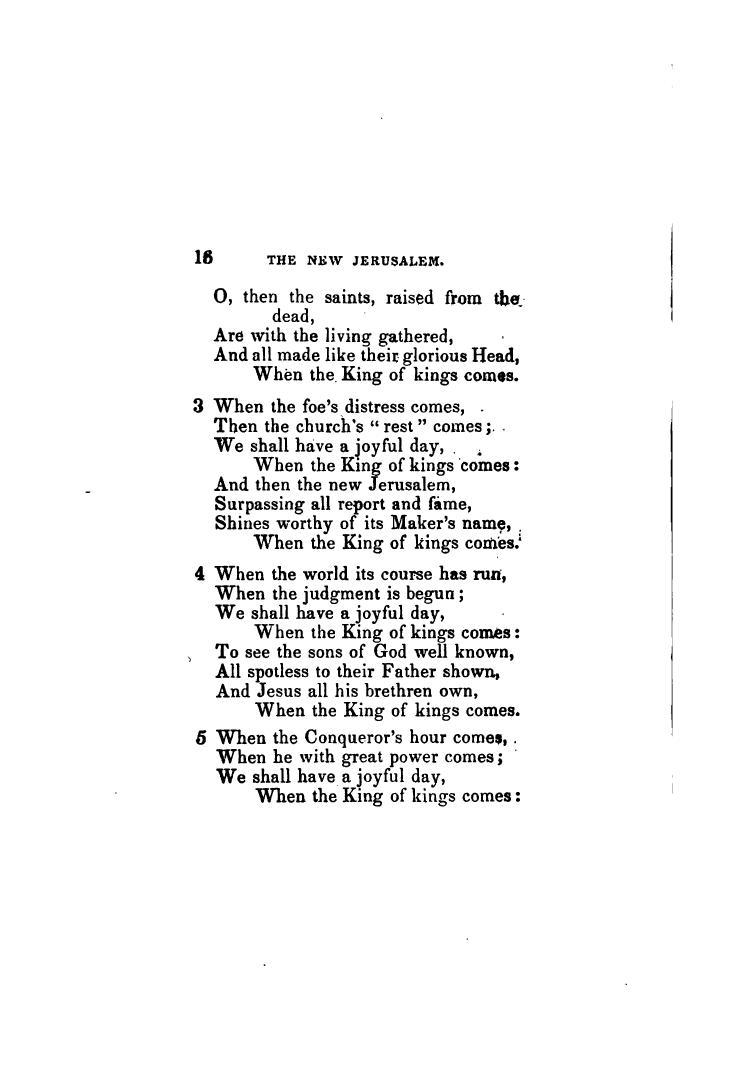 16 THE NEW JERUSALEM.
O, then the saints, raised from the
dead,
Are with the living gathered,
And all made like their glorious Head,
When the King of kings comes.
3 When the foe's distress comes,
Then the church's “ rest ” comes ;
We shall have a joyful day,
When the King of kings comes :
And then the new Jerusalem,
Surpassing all report and fame,
Shines worthy of its Maker's name,
When the King of kings comes.
4 When the world its course has run,
When the judgment is begun ;
We shall have a joyful day,
When the King of kings comes :
To see the sons of God well known,
All spotless to their Father shown,
And Jesus all his brethren own,
When the King of kings comes.
5 When the Conqueror's hour comes,
When he with great power comes ;
We shall have a joyful day,
When the King of kings comes :